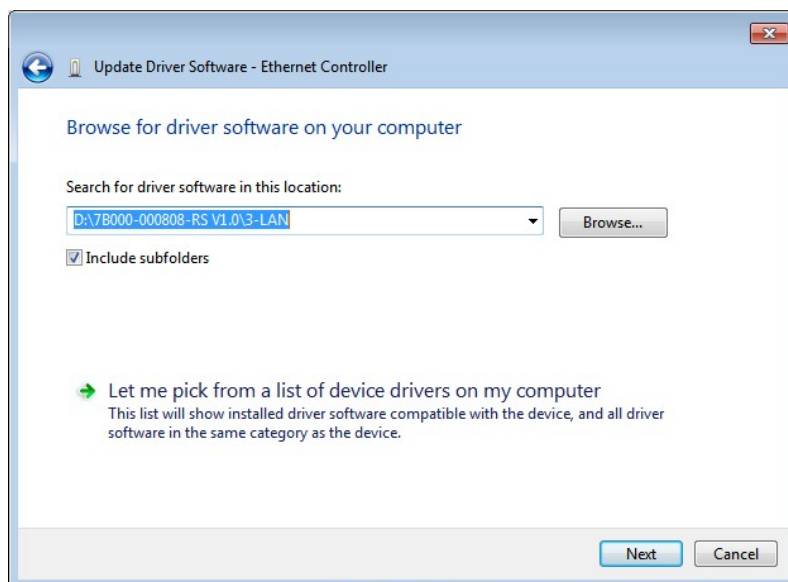 Update Driver Software - Ethernet Controller
Browse for driver software on your computer
Search for driver software in this location:
D:\7B000-000808-RS V1.0\3-LAN
Browse...
Include subfolders
Let me pick from a list of device drivers on my computer
This list will show installed driver software compatible with the device, and all driver
software in the same category as the device.
Next
Cancel